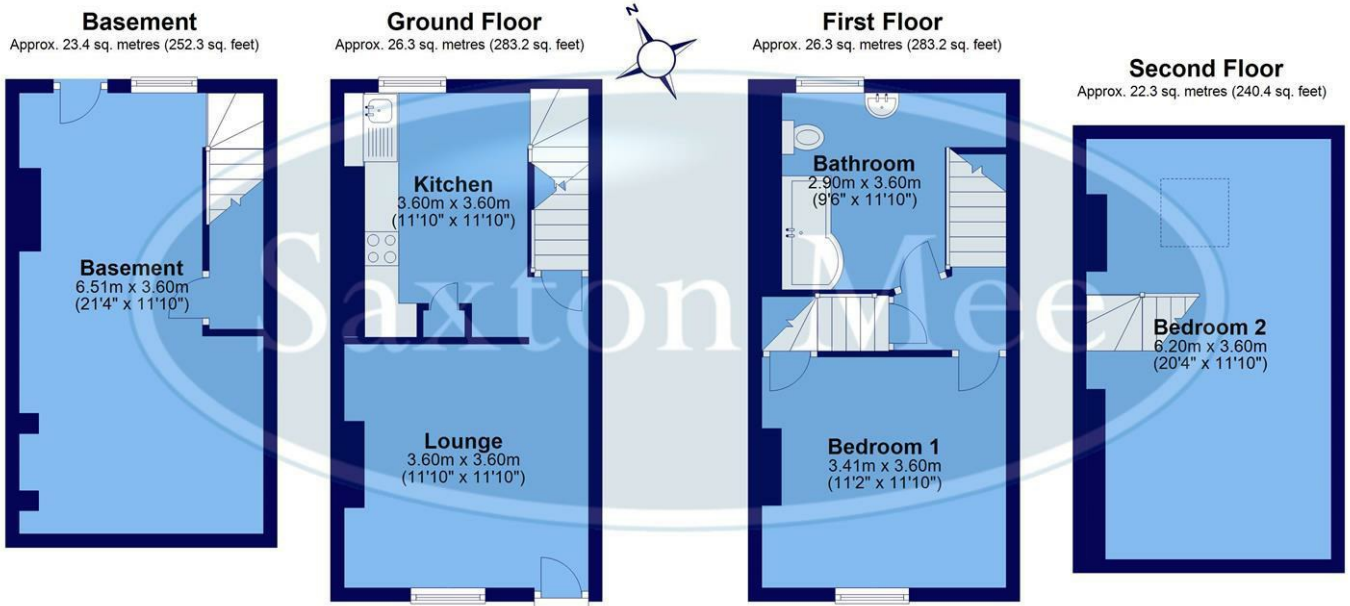 Basement
Approx. 23.4 sq. metres (252.3 sq. feet)
Ground Floor
Approx. 26.3 sq. metres (283.2 sq. feet)
N
First Floor
Approx. 26.3 sq. metres (283.2 sq. feet)
Second Floor
Approx. 22.3 sq. metres (240.4 sq. feet)
Basement
6.51m x 3.60m
(21'4" x 11'10")
Kitchen
3.60m x 3.60m
(11'10" x 11'10")
Lounge
3.60m x 3.60m
(11'10" x 11'10")
Bathroom
2.90m x 3.60m
(9'6" x 11'10")
Bedroom 1
3.41m x 3.60m
(11'2" x 11'10")
Bedroom 2
6.20m x 3.60m
(20'4" x 11'10")
Saxton Mee